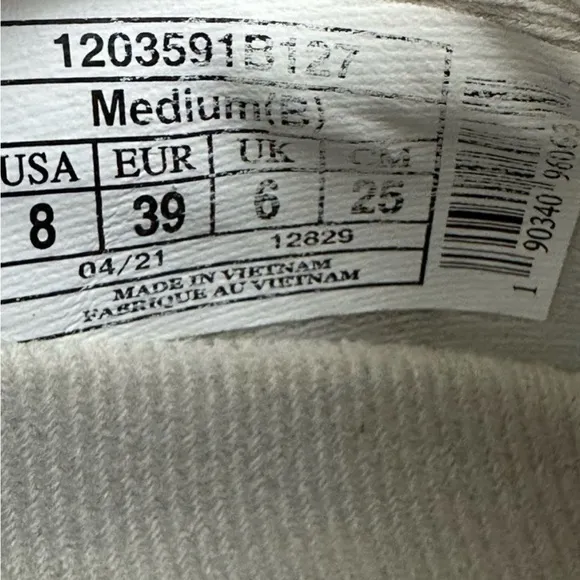 1203591B127
Medium(B)
USA EUR UK CM
8 39 6 25
04/21 12829
MADE IN VIETNAM
FABRIQUE AU VIETNAM
1 90340 96063